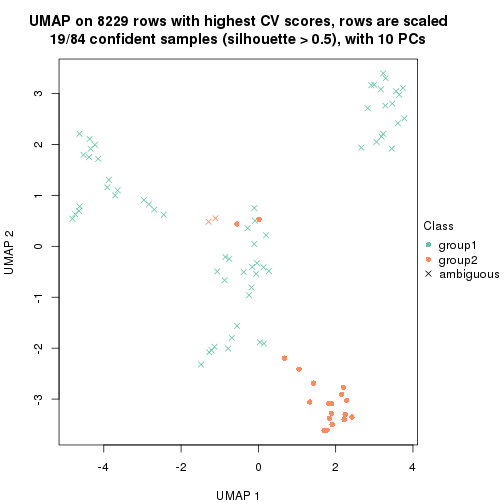 UMAP on 8229 rows with highest CV scores, rows are scaled
19/84 confident samples (silhouette > 0.5), with 10 PCs
3
2
1
0
-1
-2
-3
UMAP 2
-4
-2
0
2
4
UMAP 1
Class
group1
group2
ambiguous